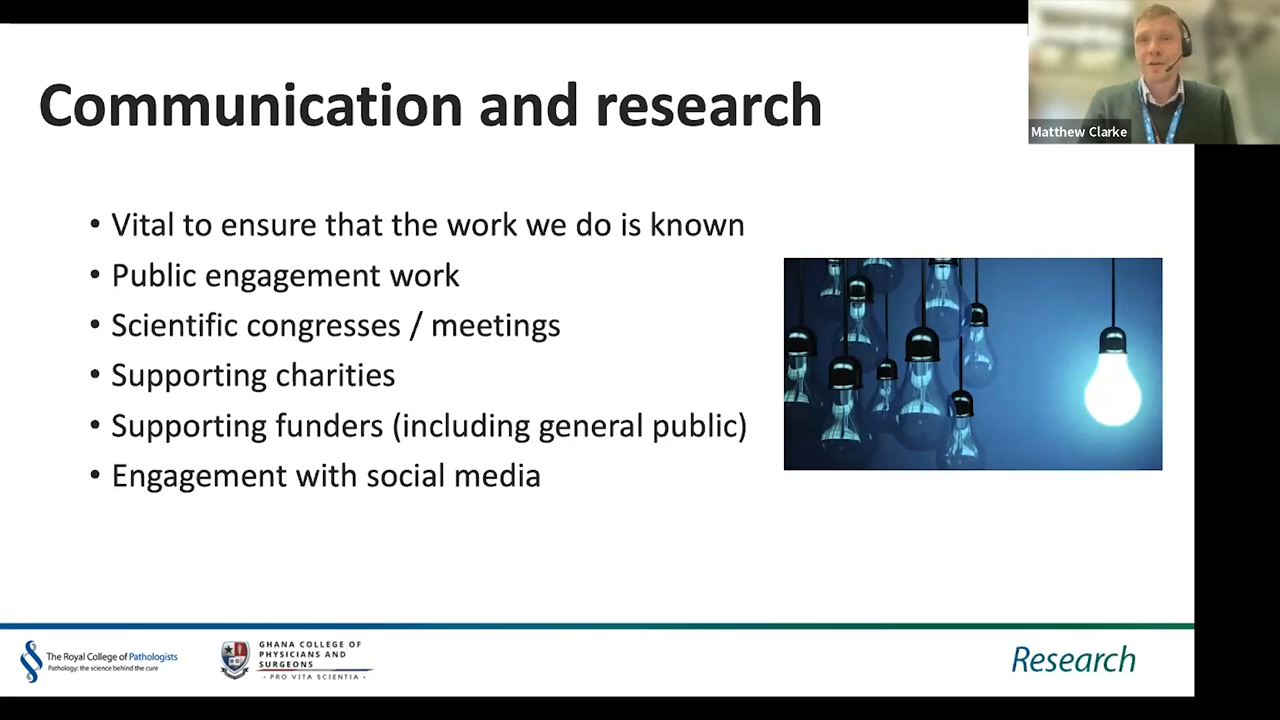 Communication and research
Matthew Clarke
• Vital to ensure that the work we do is known
• Public engagement work
• Scientific congresses / meetings
• Supporting charities
• Supporting funders (including general public)
• Engagement with social media
The Royal College of Pathologists
Pathology: the science behind the cure
GHANA COLLEGE OF
PHYSICIANS AND
SURGEONS
· PRO VITA SCIENTIA ·
Research